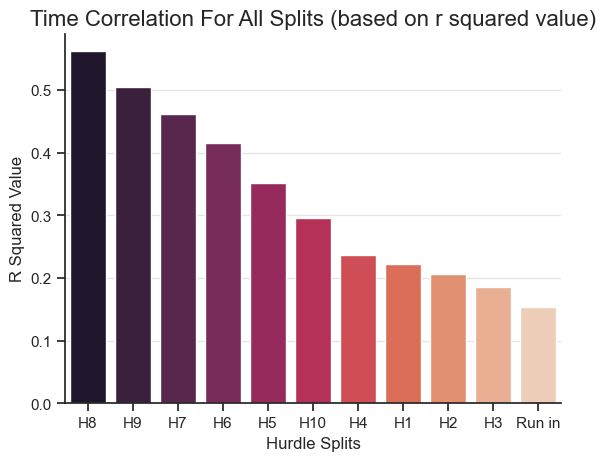 Time Correlation For All Splits (based on r squared value)
R Squared Value
0.5
0.4
0.3
0.2
0.1
0.0
H8 H9 H7 H6 H5 H10 H4 H1 H2 H3 Run in
Hurdle Splits